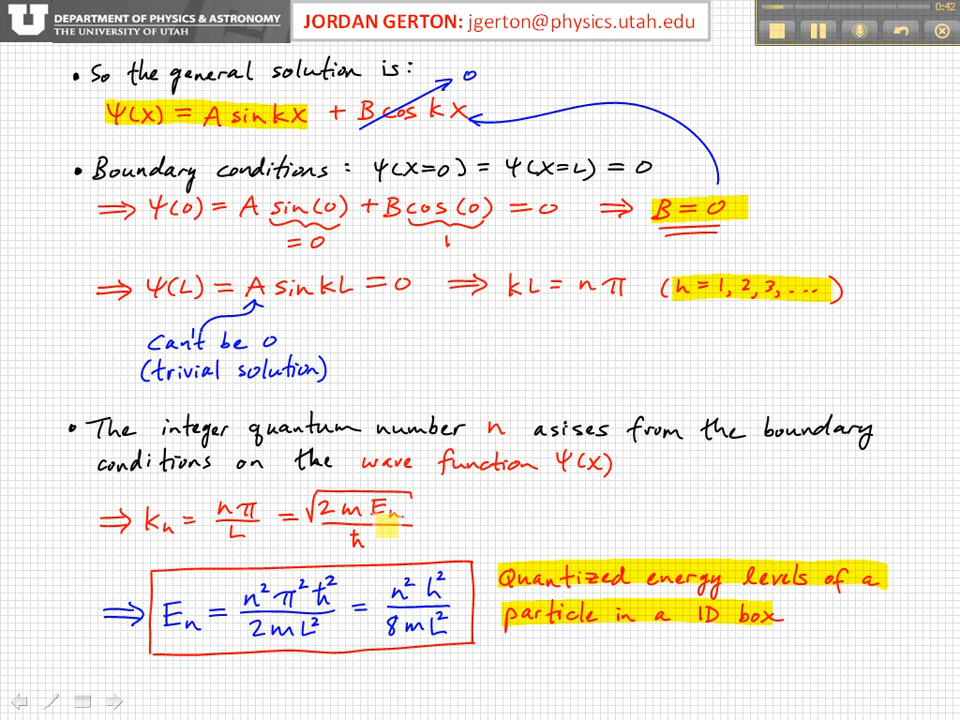 U DEPARTMENT OF PHYSICS & ASTRONOMY
THE UNIVERSITY OF UTAH
JORDAN GERTON: jgerton@physics.utah.edu
0:42
• So the general solution is:
ψ(x) = A sin kx + B cos kx → 0
• Boundary conditions: ψ(x=0) = ψ(x=L) = 0
⇒ ψ(0) = A sin(0) + B cos(0) = 0 ⇒ B = 0
= 0 1
⇒ ψ(L) = A sin kL = 0 ⇒ kL = nπ (n = 1, 2, 3, ...)
Can't be 0
(trivial solution)
• The integer quantum number n asises from the boundary
conditions on the wave function ψ(x)
⇒ kₙ = nπ/L = √(2mEₙ)/ħ
⇒ Eₙ = n²π²ħ²/2mL² = n²h²/8mL²
Quantized energy levels of a
particle in a 1D box